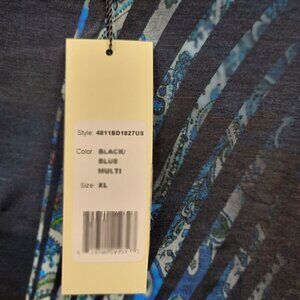 Style: 4811BD1827US
Color: BLACK/
BLUE
MULTI
Size: XL